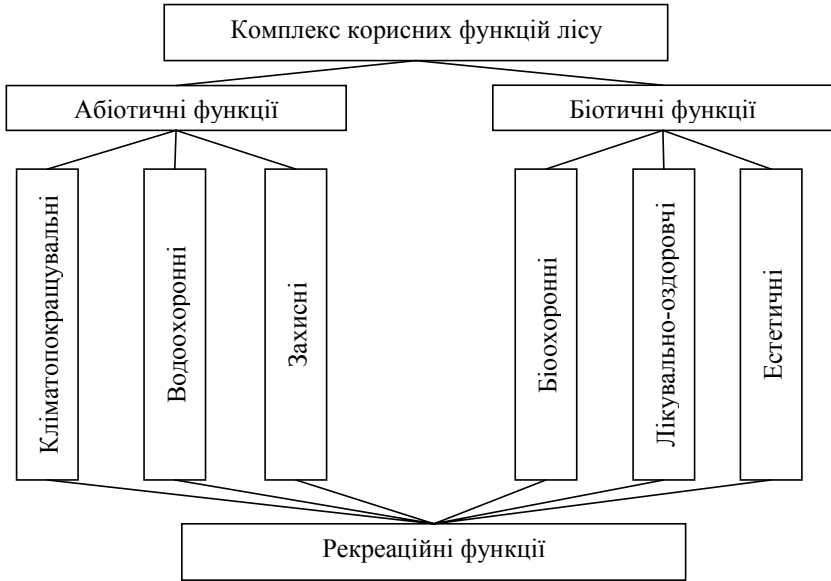 Комплекс корисних функцій лісу
Абіотичні функції
Біотичні функції
Кліматопокращувальні
Водоохоронні
Захисні
Біоохоронні
Лікувально-оздоровчі
Естетичні
Рекреаційні функції